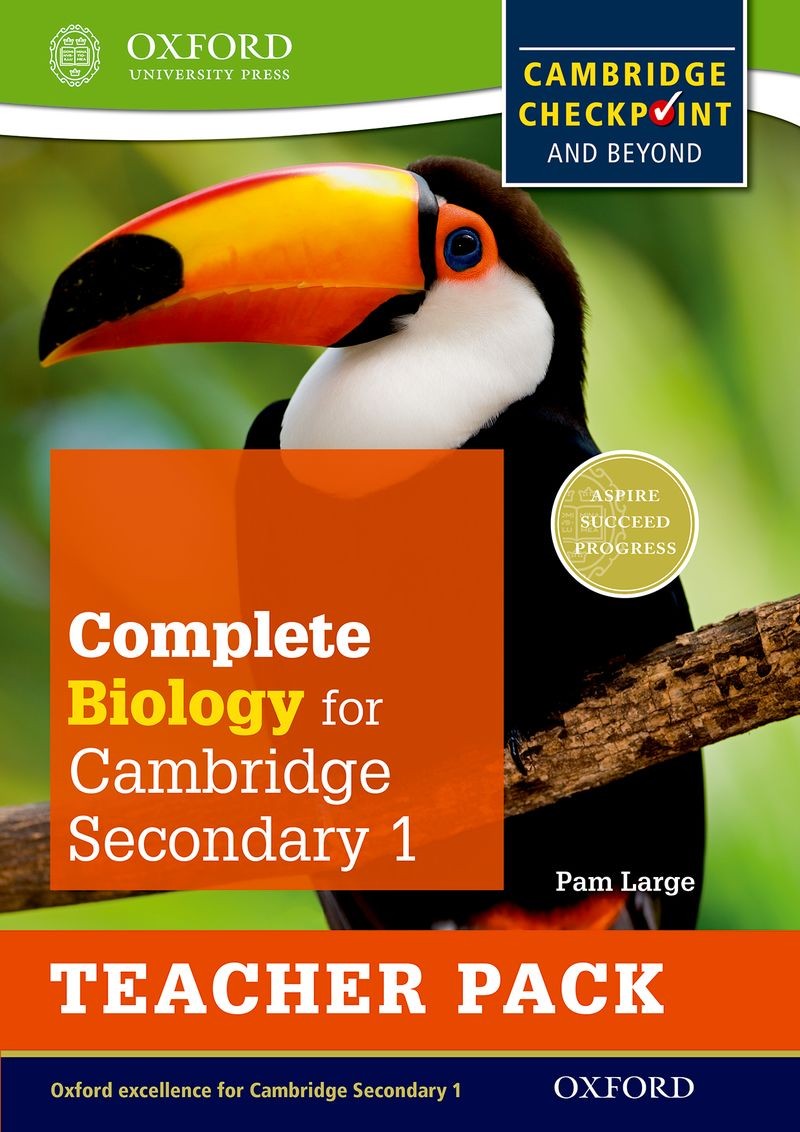 OXFORD
UNIVERSITY PRESS
CAMBRIDGE
CHECKPOINT
AND BEYOND
ASPIRE
SUCCEED
PROGRESS
Complete
Biology for
Cambridge
Secondary 1
Pam Large
TEACHER PACK
Oxford excellence for Cambridge Secondary 1
OXFORD